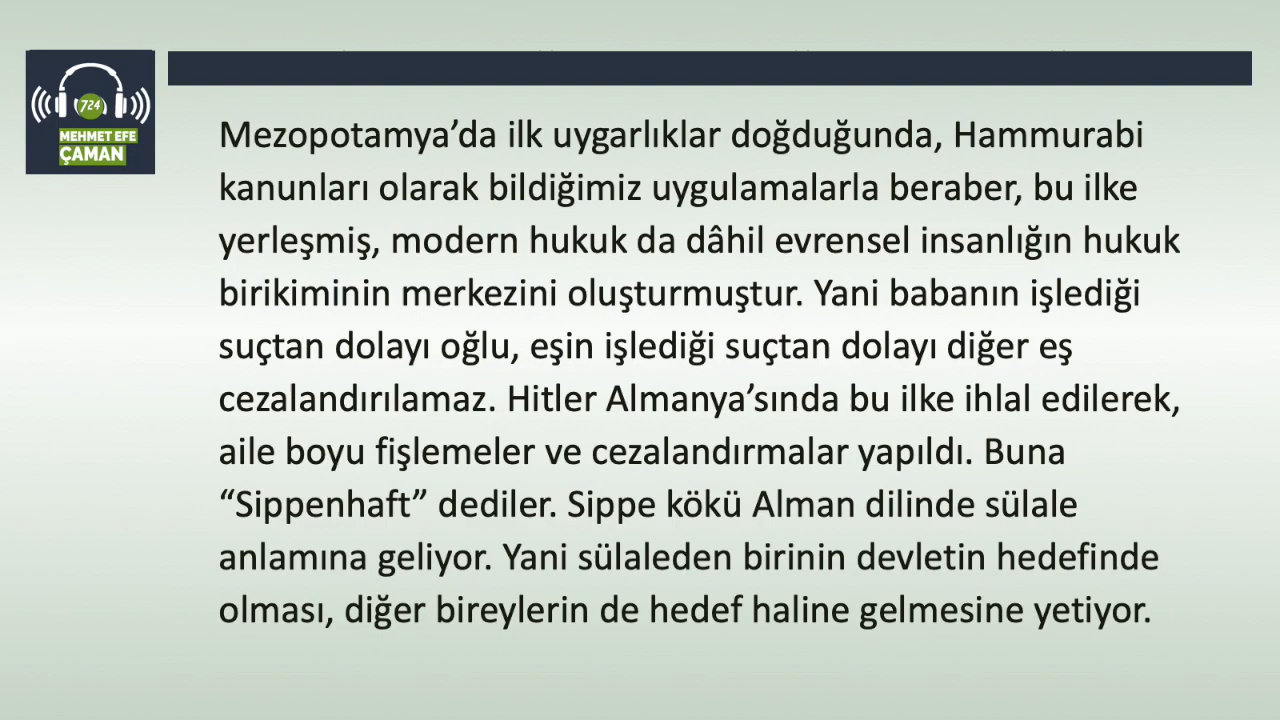 724
MEHMET EFE
ÇAMAN
Mezopotamya’da ilk uygarlıklar doğduğunda, Hammurabi
kanunları olarak bildiğimiz uygulamalarla beraber, bu ilke
yerleşmiş, modern hukuk da dâhil evrensel insanlığın hukuk
birikiminin merkezini oluşturmuştur. Yani babanın işlediği
suçtan dolayı oğlu, eşin işlediği suçtan dolayı diğer eş
cezalandırılamaz. Hitler Almanya’sında bu ilke ihlal edilerek,
aile boyu fişlemeler ve cezalandırmalar yapıldı. Buna
“Sippenhaft” dediler. Sippe kökü Alman dilinde sülale
anlamına geliyor. Yani sülaleden birinin devletin hedefinde
olması, diğer bireylerin de hedef haline gelmesine yetiyor.